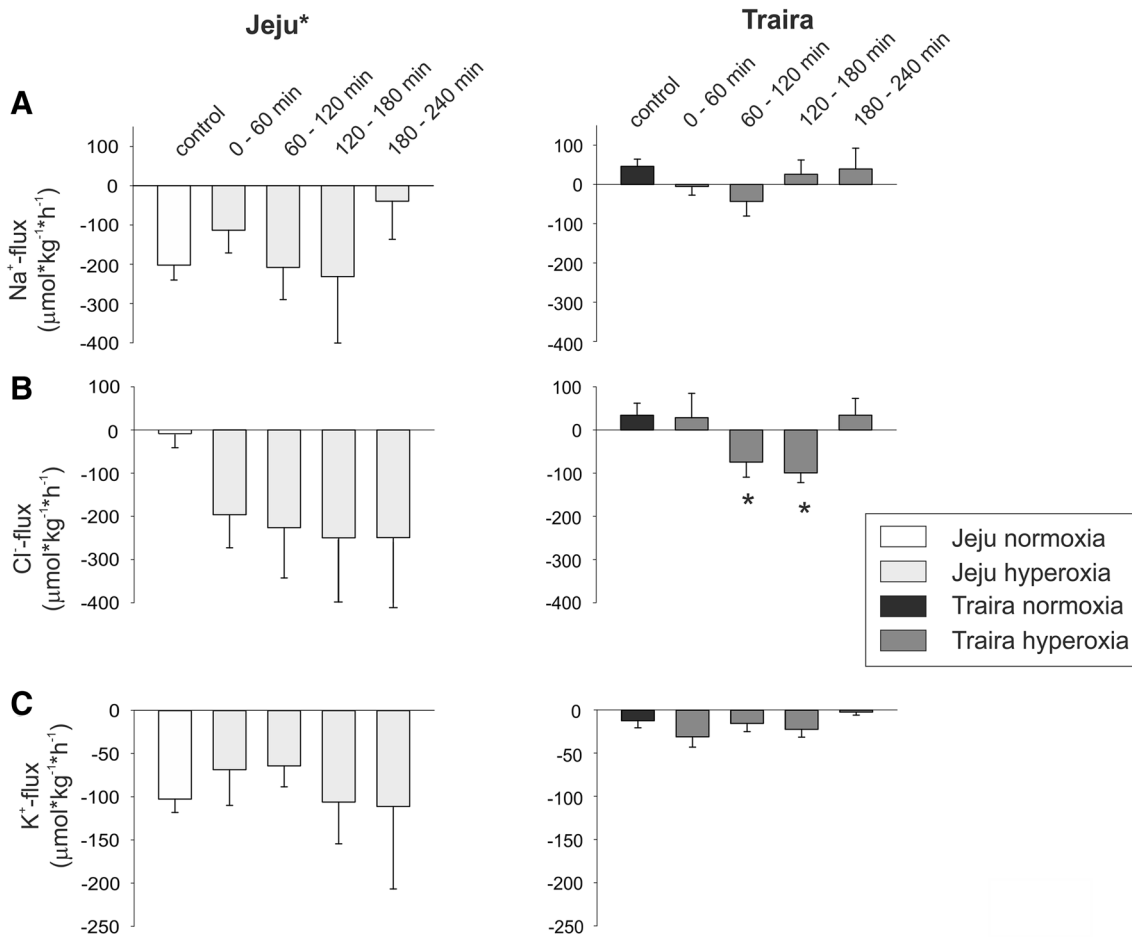 Jeju*
Traira
control
0 - 60 min
60 - 120 min
120 - 180 min
180 - 240 min
control
0 - 60 min
60 - 120 min
120 - 180 min
180 - 240 min
A
Na⁺-flux
(µmol*kg⁻¹*h⁻¹)
100
0
-100
-200
-300
-400
100
0
-100
-200
-300
-400
B
Cl⁻-flux
(µmol*kg⁻¹*h⁻¹)
100
0
-100
-200
-300
-400
100
0
-100
-200
-300
-400
*
*
Jeju normoxia
Jeju hyperoxia
Traira normoxia
Traira hyperoxia
C
K⁺-flux
(µmol*kg⁻¹*h⁻¹)
0
-50
-100
-150
-200
-250
0
-50
-100
-150
-200
-250